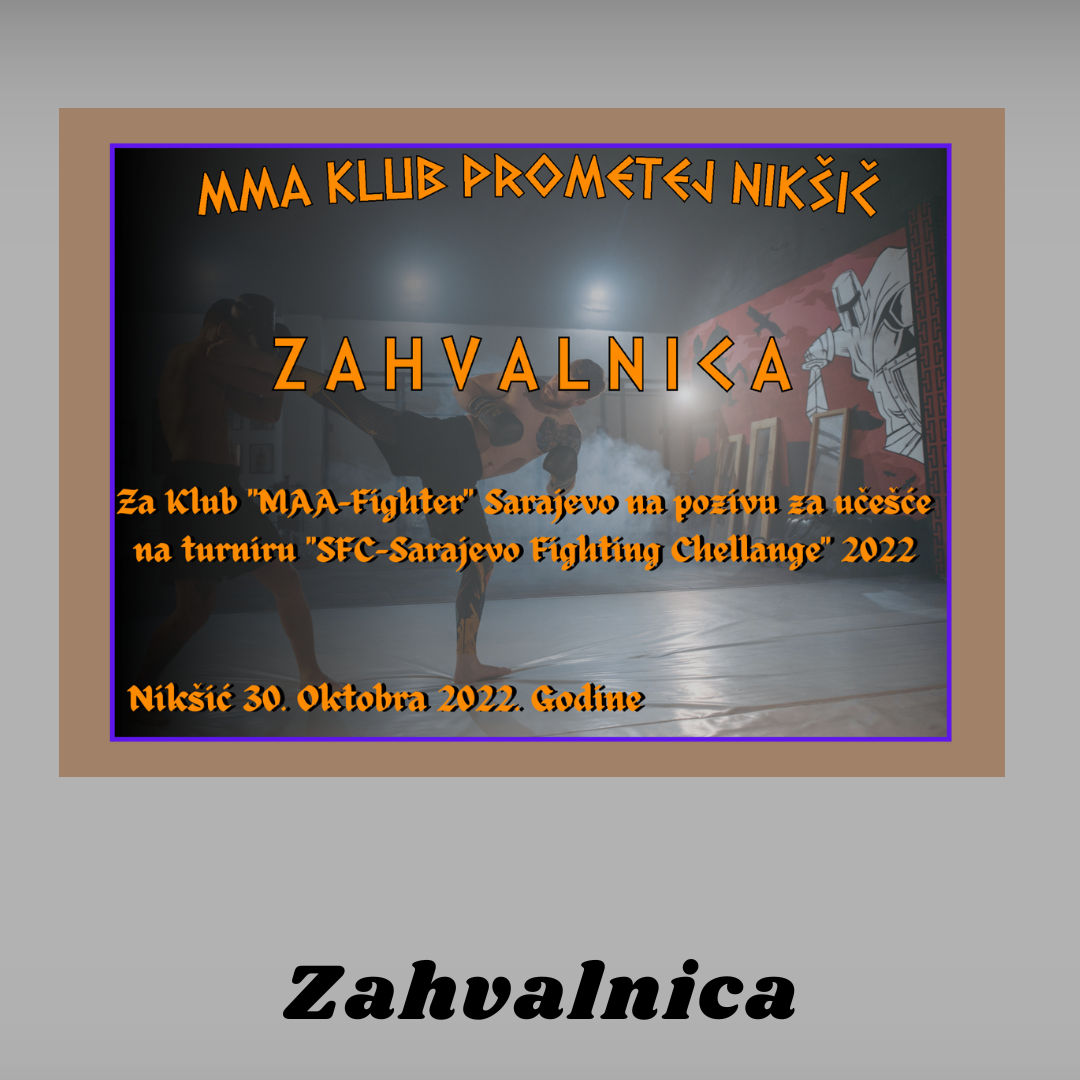 MMA KLUB PROMETEJ NIKŠIČ
ZAHVALNICA
Za Klub "MAA-Fighter" Sarajevo na pozivu za učešće
na turniru "SFC-Sarajevo Fighting Chellange" 2022
Nikšić 30. Oktobra 2022. Godine
Zahvalnica